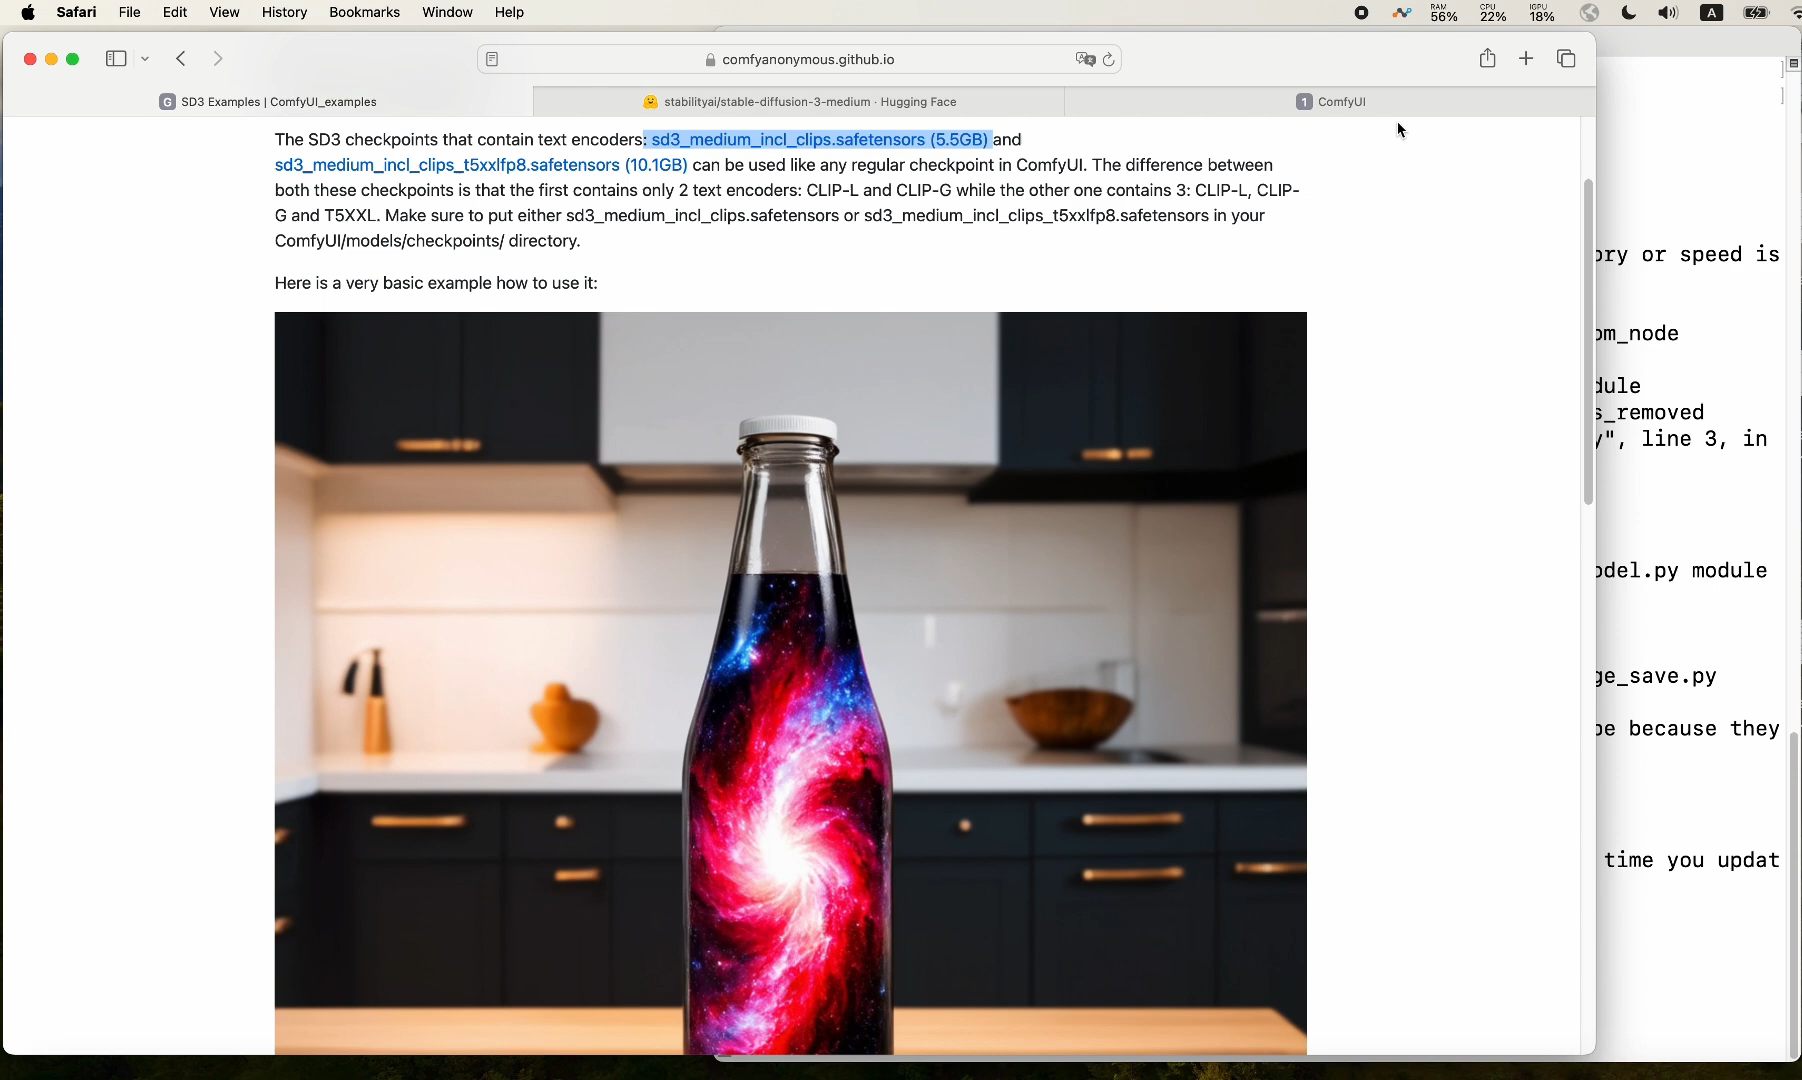 Safari File Edit View History Bookmarks Window Help RAM 56% CPU 22% IGPU 18% A
comfyanonymous.github.io
G SD3 Examples | ComfyUI_examples
stabilityai/stable-diffusion-3-medium · Hugging Face
1 ComfyUI
The SD3 checkpoints that contain text encoders: sd3_medium_incl_clips.safetensors (5.5GB) and
sd3_medium_incl_clips_t5xxlfp8.safetensors (10.1GB) can be used like any regular checkpoint in ComfyUI. The difference between
both these checkpoints is that the first contains only 2 text encoders: CLIP-L and CLIP-G while the other one contains 3: CLIP-L, CLIP-
G and T5XXL. Make sure to put either sd3_medium_incl_clips.safetensors or sd3_medium_incl_clips_t5xxlfp8.safetensors in your
ComfyUI/models/checkpoints/ directory.
Here is a very basic example how to use it:
]
]
ory or speed is
om_node
dule
s_removed
y", line 3, in
odel.py module
ge_save.py
be because they
time you updat